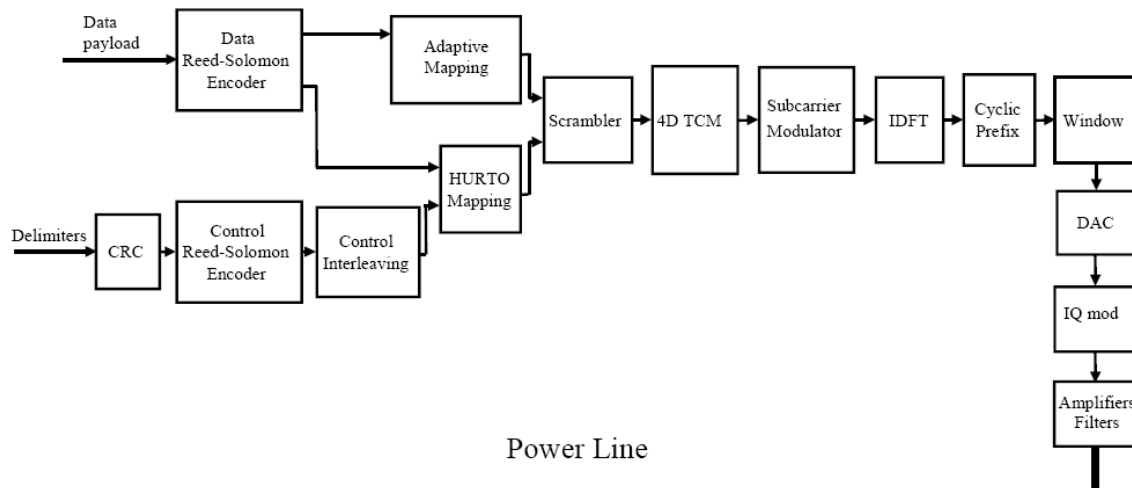 Data
payload
Data
Reed-Solomon
Encoder
Adaptive
Mapping
Scrambler
4D TCM
Subcarrier
Modulator
IDFT
Cyclic
Prefix
Window
HURTO
Mapping
Delimiters
CRC
Control
Reed-Solomon
Encoder
Control
Interleaving
DAC
IQ mod
Amplifiers
Filters
Power Line